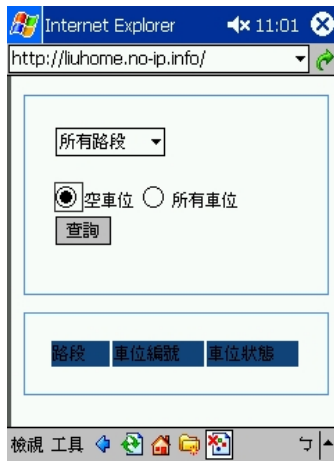 Internet Explorer 11:01
http://liuhome.no-ip.info/
所有路段
空車位 所有車位
查詢
路段 車位編號 車位狀態
檢視 工具 ㄅ